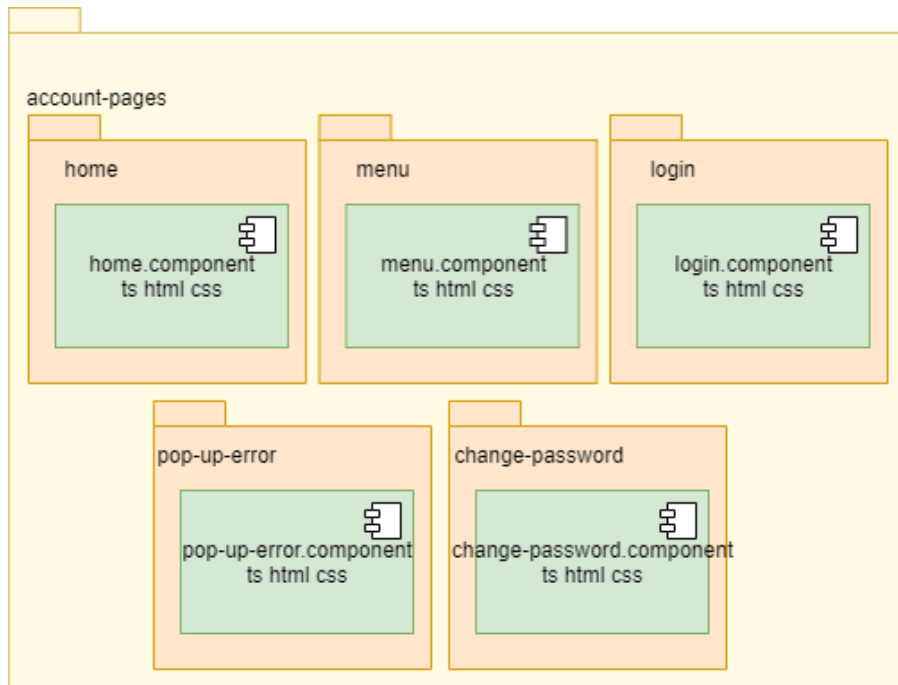 account-pages
home
menu
login
home.component
ts html css
menu.component
ts html css
login.component
ts html css
pop-up-error
change-password
pop-up-error.component
ts html css
change-password.component
ts html css